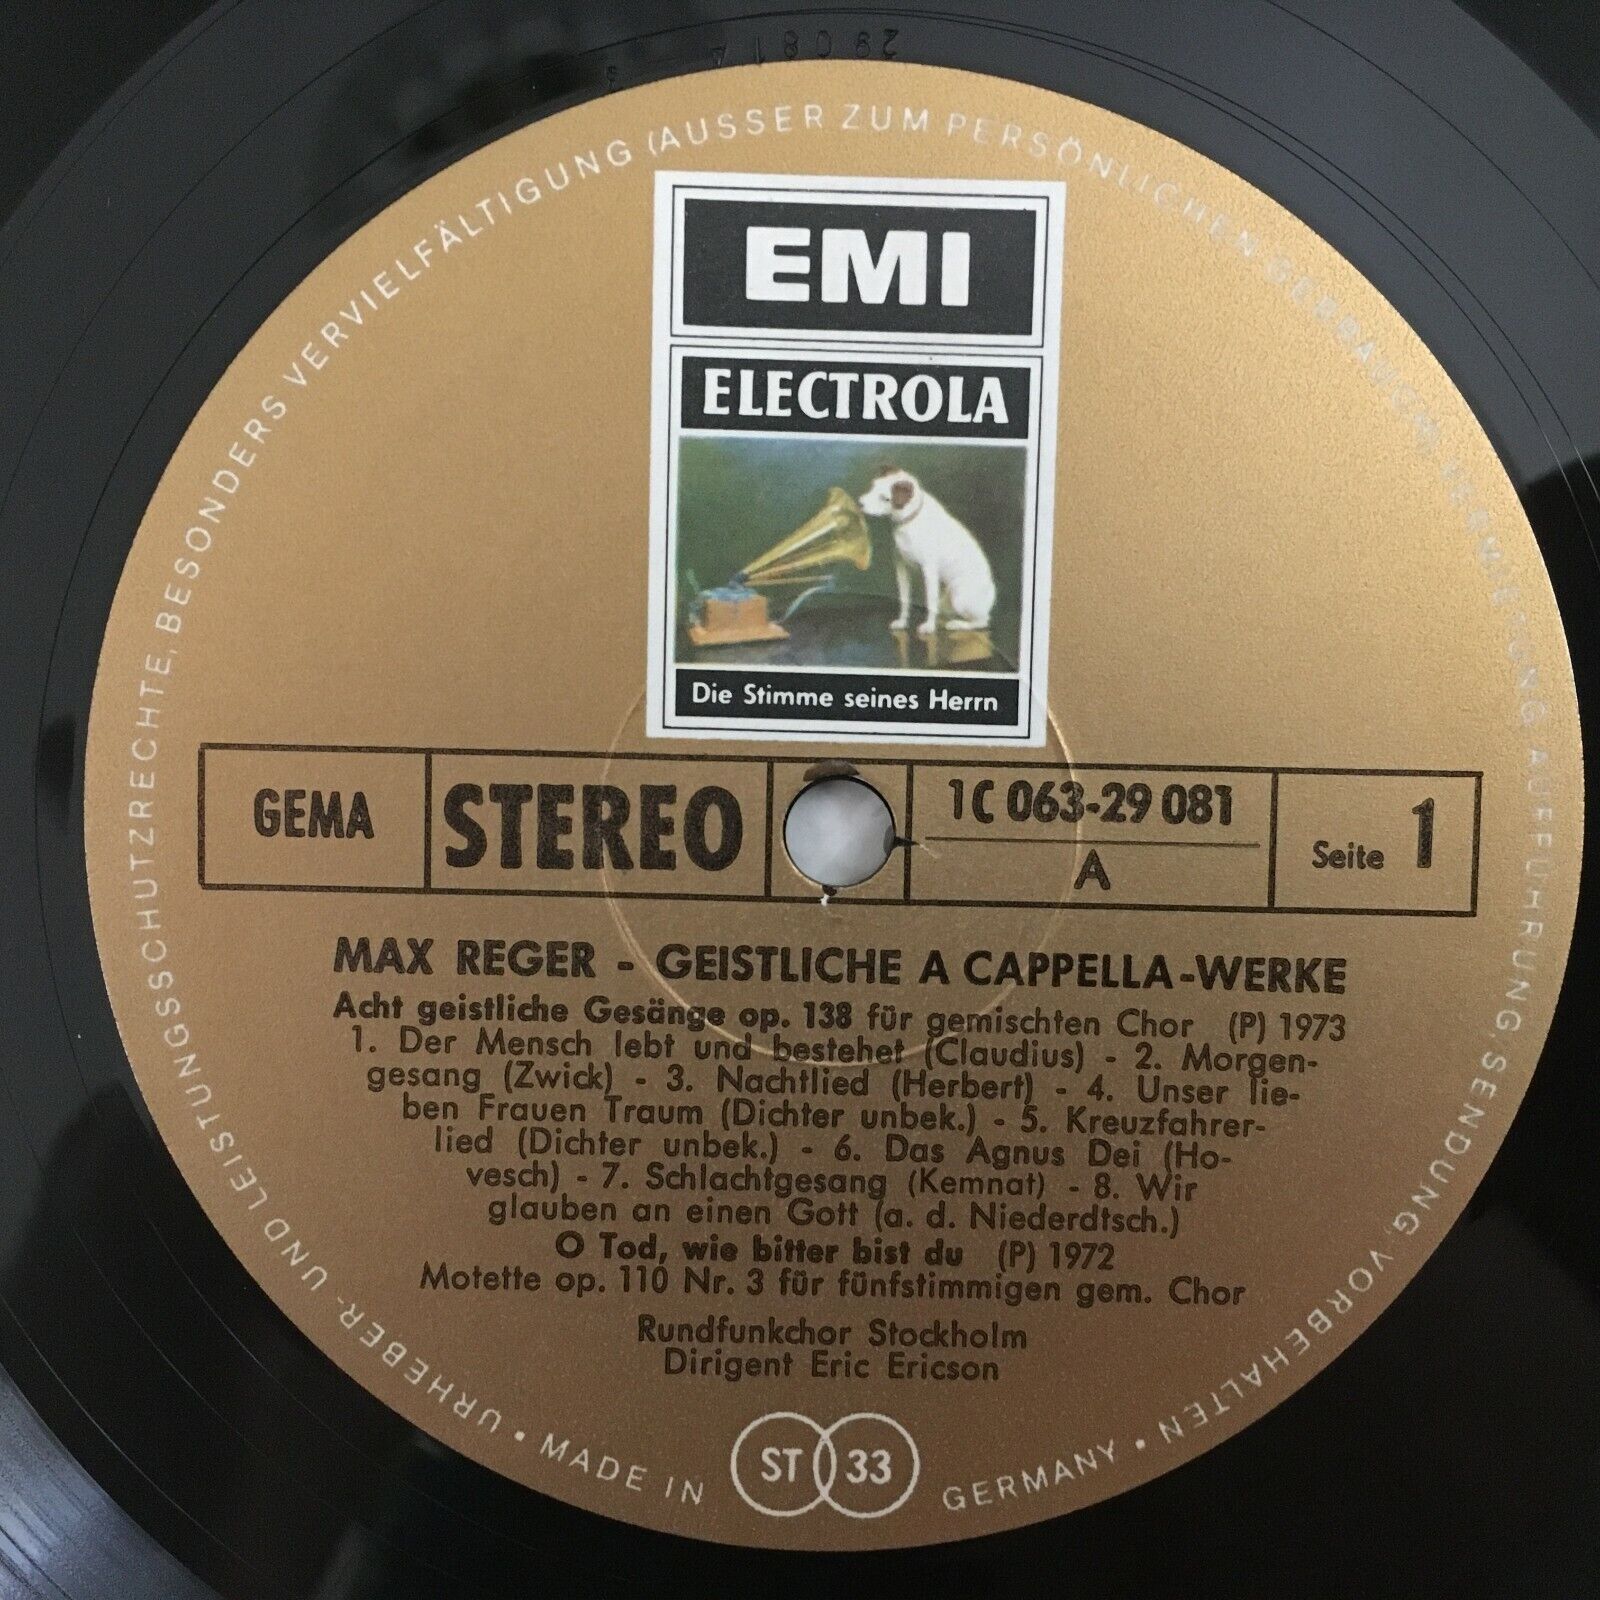 29081A 3
EMI
ELECTROLA
Die Stimme seines Herrn
GEMA
STEREO
1C 063-29 081
A
Seite 1
MAX REGER - GEISTLICHE A CAPPELLA-WERKE
Acht geistliche Gesänge op. 138 für gemischten Chor (P) 1973
1. Der Mensch lebt und bestehet (Claudius) - 2. Morgen-
gesang (Zwick) - 3. Nachtlied (Herbert) - 4. Unser lie-
ben Frauen Traum (Dichter unbek.) - 5. Kreuzfahrer-
lied (Dichter unbek.) - 6. Das Agnus Dei (Ho-
vesch) - 7. Schlachtgesang (Kemnat) - 8. Wir
glauben an einen Gott (a. d. Niederdtsch.)
O Tod, wie bitter bist du (P) 1972
Motette op. 110 Nr. 3 für fünfstimmigen gem. Chor
Rundfunkchor Stockholm
Dirigent Eric Ericson
URHEBER- UND LEISTUNGSSCHUTZRECHTE, BESONDERS VERVIELFÄLTIGUNG (AUSSER ZUM PERSÖNLICHEN GEBRAUCH), VERMIETUNG, AUFFÜHRUNG, SENDUNG, VORBEHALTEN • MADE IN
ST 33
GERMANY •